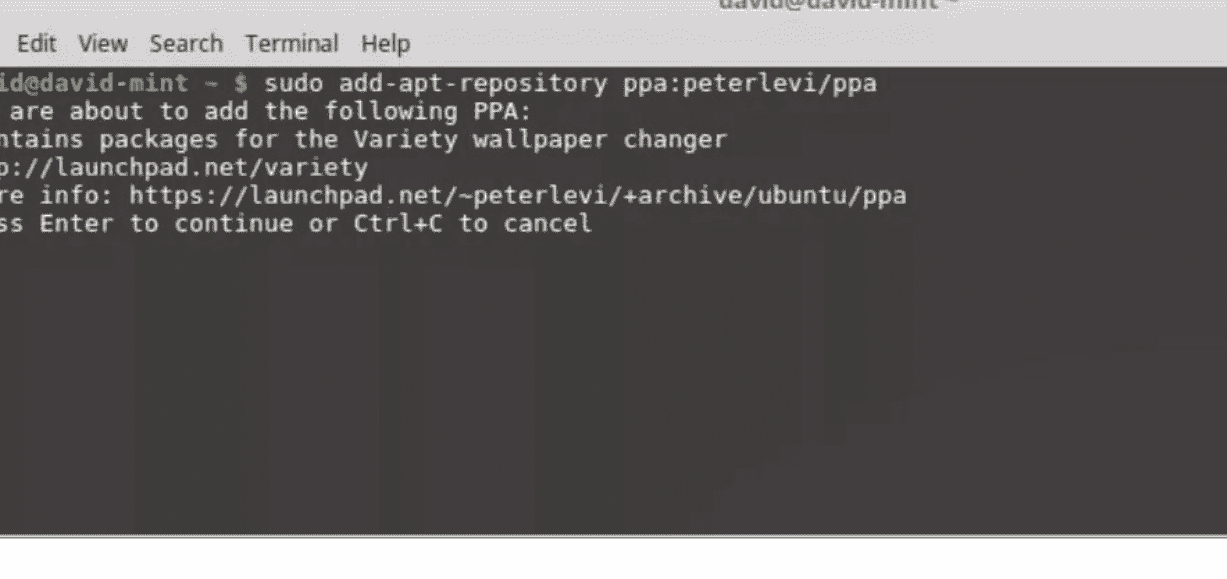 david@david-mint ~
Edit View Search Terminal Help
id@david-mint ~ $ sudo add-apt-repository ppa:peterlevi/ppa
are about to add the following PPA:
ntains packages for the Variety wallpaper changer
p://launchpad.net/variety
re info: https://launchpad.net/~peterlevi/+archive/ubuntu/ppa
ss Enter to continue or Ctrl+C to cancel